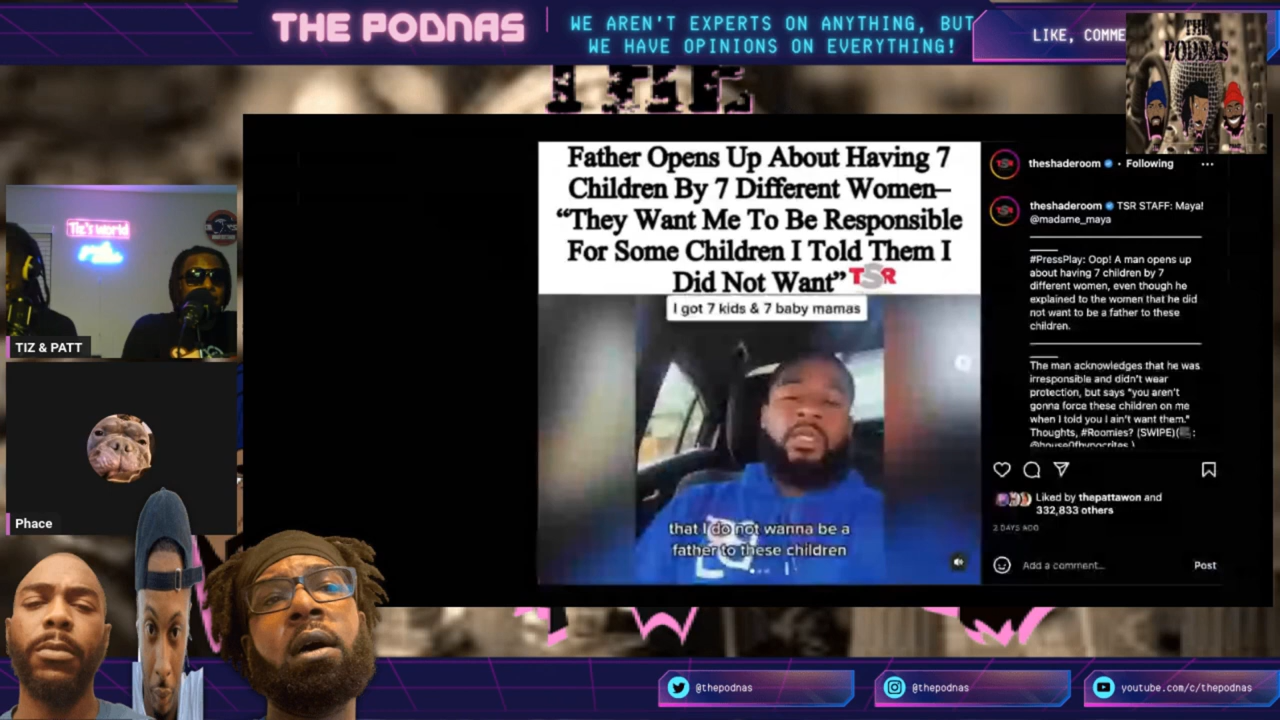 THE PODNAS
WE AREN'T EXPERTS ON ANYTHING, BUT
WE HAVE OPINIONS ON EVERYTHING!
LIKE, COMME
THE
PODNAS
THE
Father Opens Up About Having 7
Children By 7 Different Women—
“They Want Me To Be Responsible
For Some Children I Told Them I
Did Not Want”
TSR
I got 7 kids & 7 baby mamas
that I do not wanna be a
father to these children
theshaderoom • Following
theshaderoom TSR STAFF: Maya!
@madame_maya
#PressPlay: Oop! A man opens up
about having 7 children by 7
different women, even though he
explained to the women that he did
not want to be a father to these
children.
The man acknowledges that he was
irresponsible and didn't wear
protection, but says "you aren't
gonna force these children on me
when I told you I ain't want them."
Thoughts, #Roomies? (SWIPE)(:
@house0fhypocrites )
Liked by thepattawon and
332,833 others
2 DAYS AGO
Add a comment...
Post
Tiz's World
TIZ & PATT
Phace
@thepodnas
@thepodnas
youtube.com/c/thepodnas